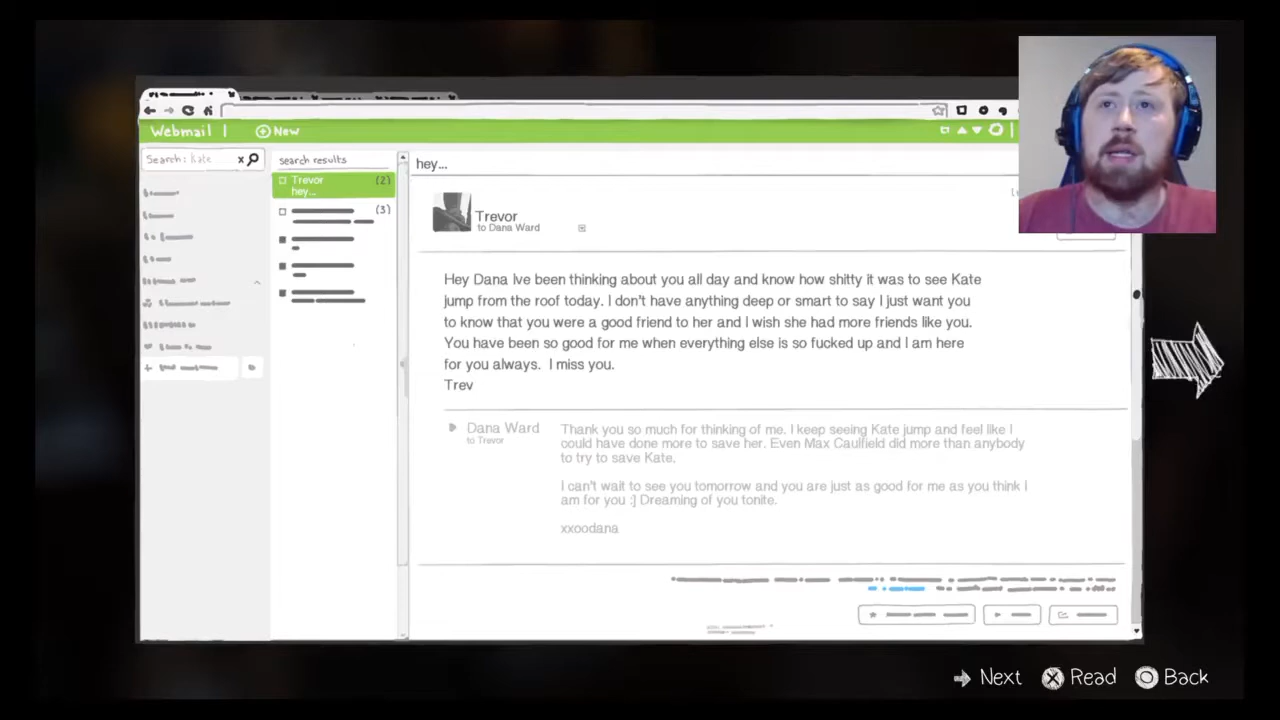 Webmail
New
Search: kate
x
search results
Trevor
(2)
hey...
(3)
hey...
Trevor
to Dana Ward
Hey Dana Ive been thinking about you all day and know how shitty it was to see Kate
jump from the roof today. I don't have anything deep or smart to say I just want you
to know that you were a good friend to her and I wish she had more friends like you.
You have been so good for me when everything else is so fucked up and I am here
for you always. I miss you.
Trev
Dana Ward
to Trevor
Thank you so much for thinking of me. I keep seeing Kate jump and feel like I
could have done more to save her. Even Max Caulfield did more than anybody
to try to save Kate.
I can't wait to see you tomorrow and you are just as good for me as you think I
am for you :] Dreaming of you tonite.
xxoodana
Next
Read
Back